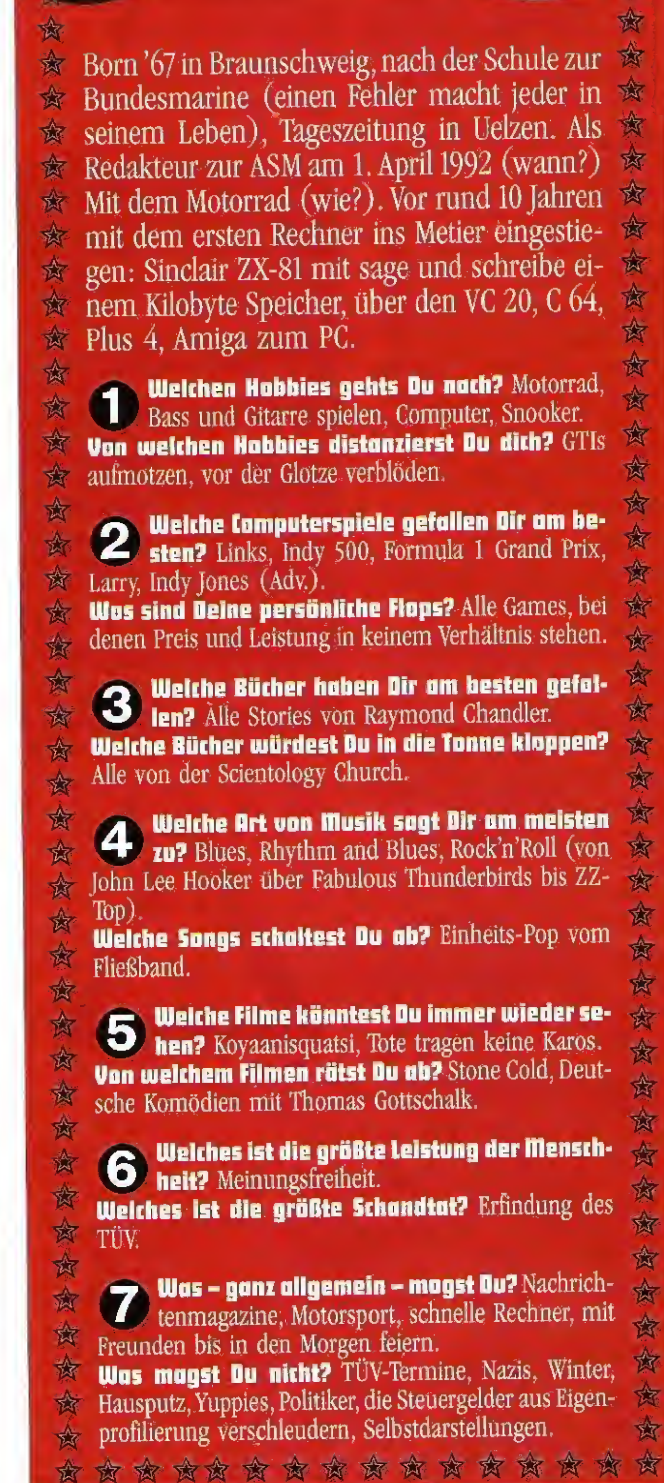 Born '67 in Braunschweig, nach der Schule zur
Bundesmarine (einen Fehler macht jeder in
seinem Leben), Tageszeitung in Uelzen. Als
Redakteur zur ASM am 1. April 1992 (wann?)
Mit dem Motorrad (wie?). Vor rund 10 Jahren
mit dem ersten Rechner ins Metier eingestie-
gen: Sinclair ZX-81 mit sage und schreibe ei-
nem Kilobyte Speicher, über den VC 20, C 64,
Plus 4, Amiga zum PC.
1 Welchen Hobbies gehts Du nach? Motorrad,
Bass und Gitarre spielen, Computer, Snooker.
Von welchen Hobbies distanzierst Du dich? GTIs
aufmotzen, vor der Glotze verblöden.
2 Welche Computerspiele gefallen Dir am be-
sten? Links, Indy 500, Formula 1 Grand Prix,
Larry, Indy Jones (Adv.).
Was sind Deine persönliche Flops? Alle Games, bei
denen Preis und Leistung in keinem Verhältnis stehen.
3 Welche Bücher haben Dir am besten gefal-
len? Alle Stories von Raymond Chandler.
Welche Bücher würdest Du in die Tonne kloppen?
Alle von der Scientology Church.
4 Welche Art von Musik sagt Dir am meisten
zu? Blues, Rhythm and Blues, Rock'n'Roll (von
John Lee Hooker über Fabulous Thunderbirds bis ZZ-
Top).
Welche Songs schaltest Du ab? Einheits-Pop vom
Fließband.
5 Welche Filme könntest Du immer wieder se-
hen? Koyaanisquatsi, Tote tragen keine Karos.
Von welchem Filmen rätst Du ab? Stone Cold, Deut-
sche Komödien mit Thomas Gottschalk.
6 Welches ist die größte Leistung der Mensch-
heit? Meinungsfreiheit.
Welches ist die größte Schandtat? Erfindung des
TÜV.
7 Was – ganz allgemein – magst Du? Nachrich-
tenmagazine, Motorsport, schnelle Rechner, mit
Freunden bis in den Morgen feiern.
Was magst Du nicht? TÜV-Termine, Nazis, Winter,
Hausputz, Yuppies, Politiker, die Steuergelder aus Eigen-
profilierung verschleudern, Selbstdarstellungen.